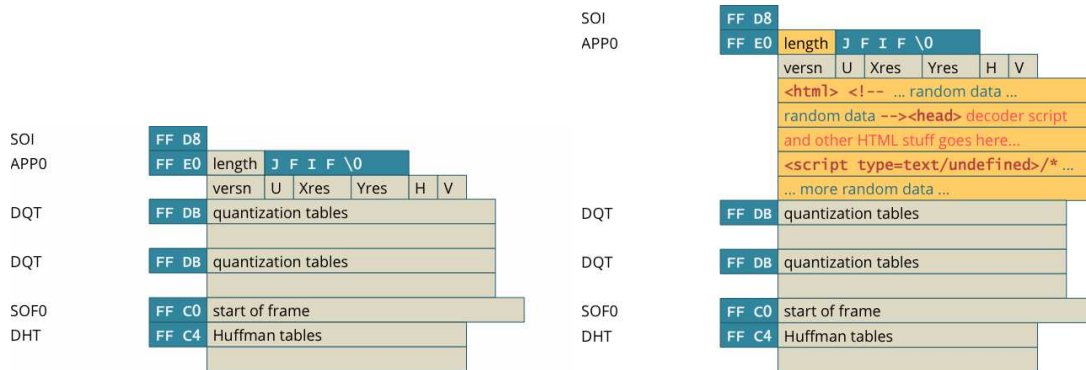 SOI FF D8
APP0 FF E0 length J F I F \0
versn U Xres Yres H V
DQT FF DB quantization tables
DQT FF DB quantization tables
SOF0 FF C0 start of frame
DHT FF C4 Huffman tables
SOI FF D8
APP0 FF E0 length J F I F \0
versn U Xres Yres H V
<html> <!-- ... random data ...
random data --><head> decoder script
and other HTML stuff goes here...
<script type=text/undefined>/* ...
... more random data ...
DQT FF DB quantization tables
DQT FF DB quantization tables
SOF0 FF C0 start of frame
DHT FF C4 Huffman tables